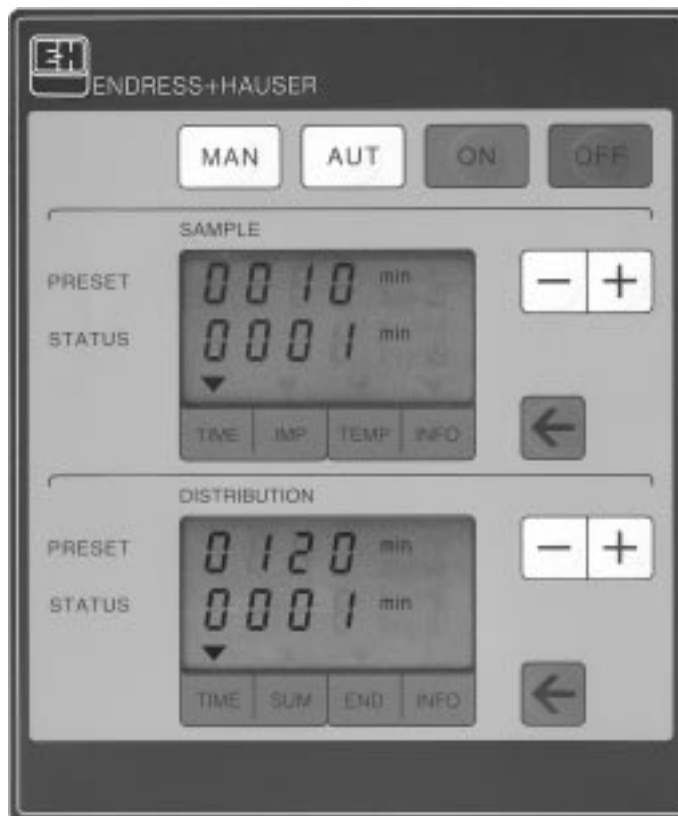 E+H
ENDRESS+HAUSER
MAN AUT ON OFF
SAMPLE
PRESET 0010 min
STATUS 0001 min
TIME IMP TEMP INFO
DISTRIBUTION
PRESET 0120 min
STATUS 0001 min
TIME SUM END INFO